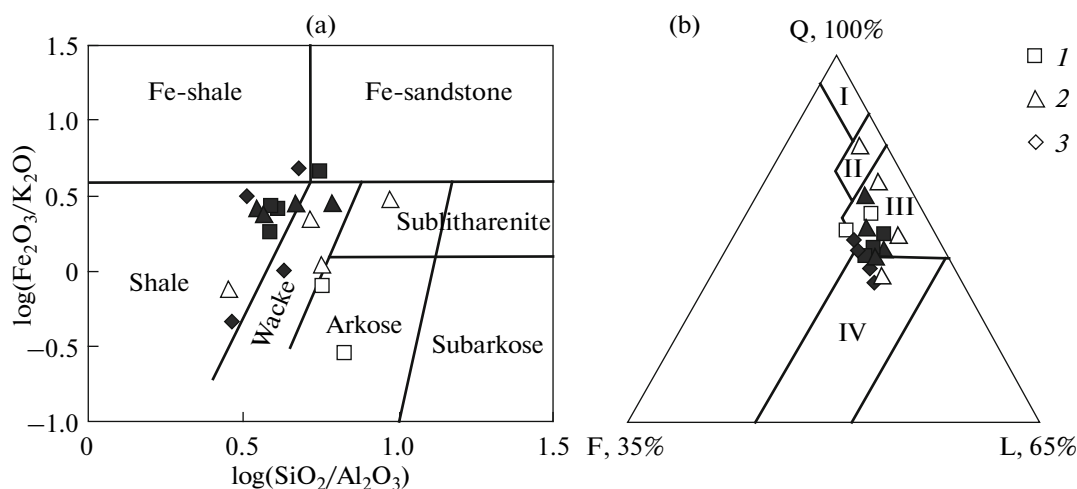 (a)
(b)
1.5
1.0
0.5
0
−0.5
−1.0
0
0.5
1.0
1.5
log(Fe₂O₃/K₂O)
log(SiO₂/Al₂O₃)
Fe-shale
Fe-sandstone
Sublitharenite
Shale
Wacke
Arkose
Subarkose
Q, 100%
I
II
III
IV
F, 35%
L, 65%
1
2
3